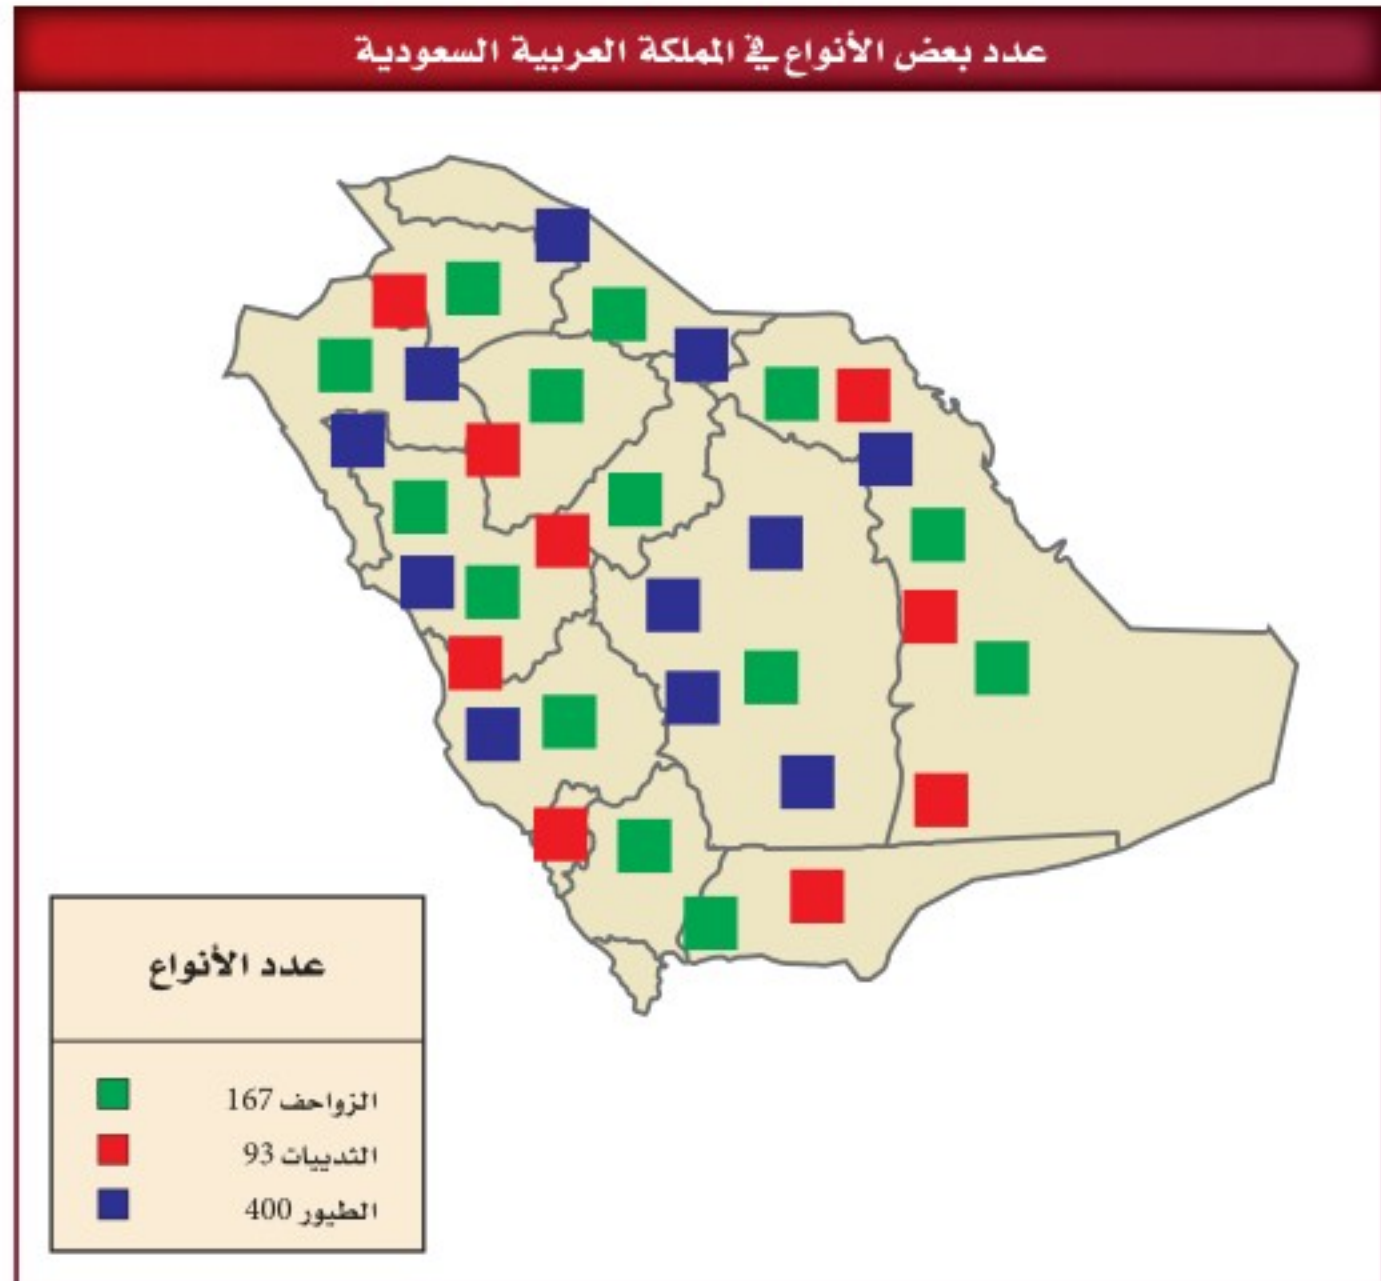 عدد بعض الأنواع في المملكة العربية السعودية
عدد الأنواع
الزواحف 167
الثدييات 93
الطيور 400